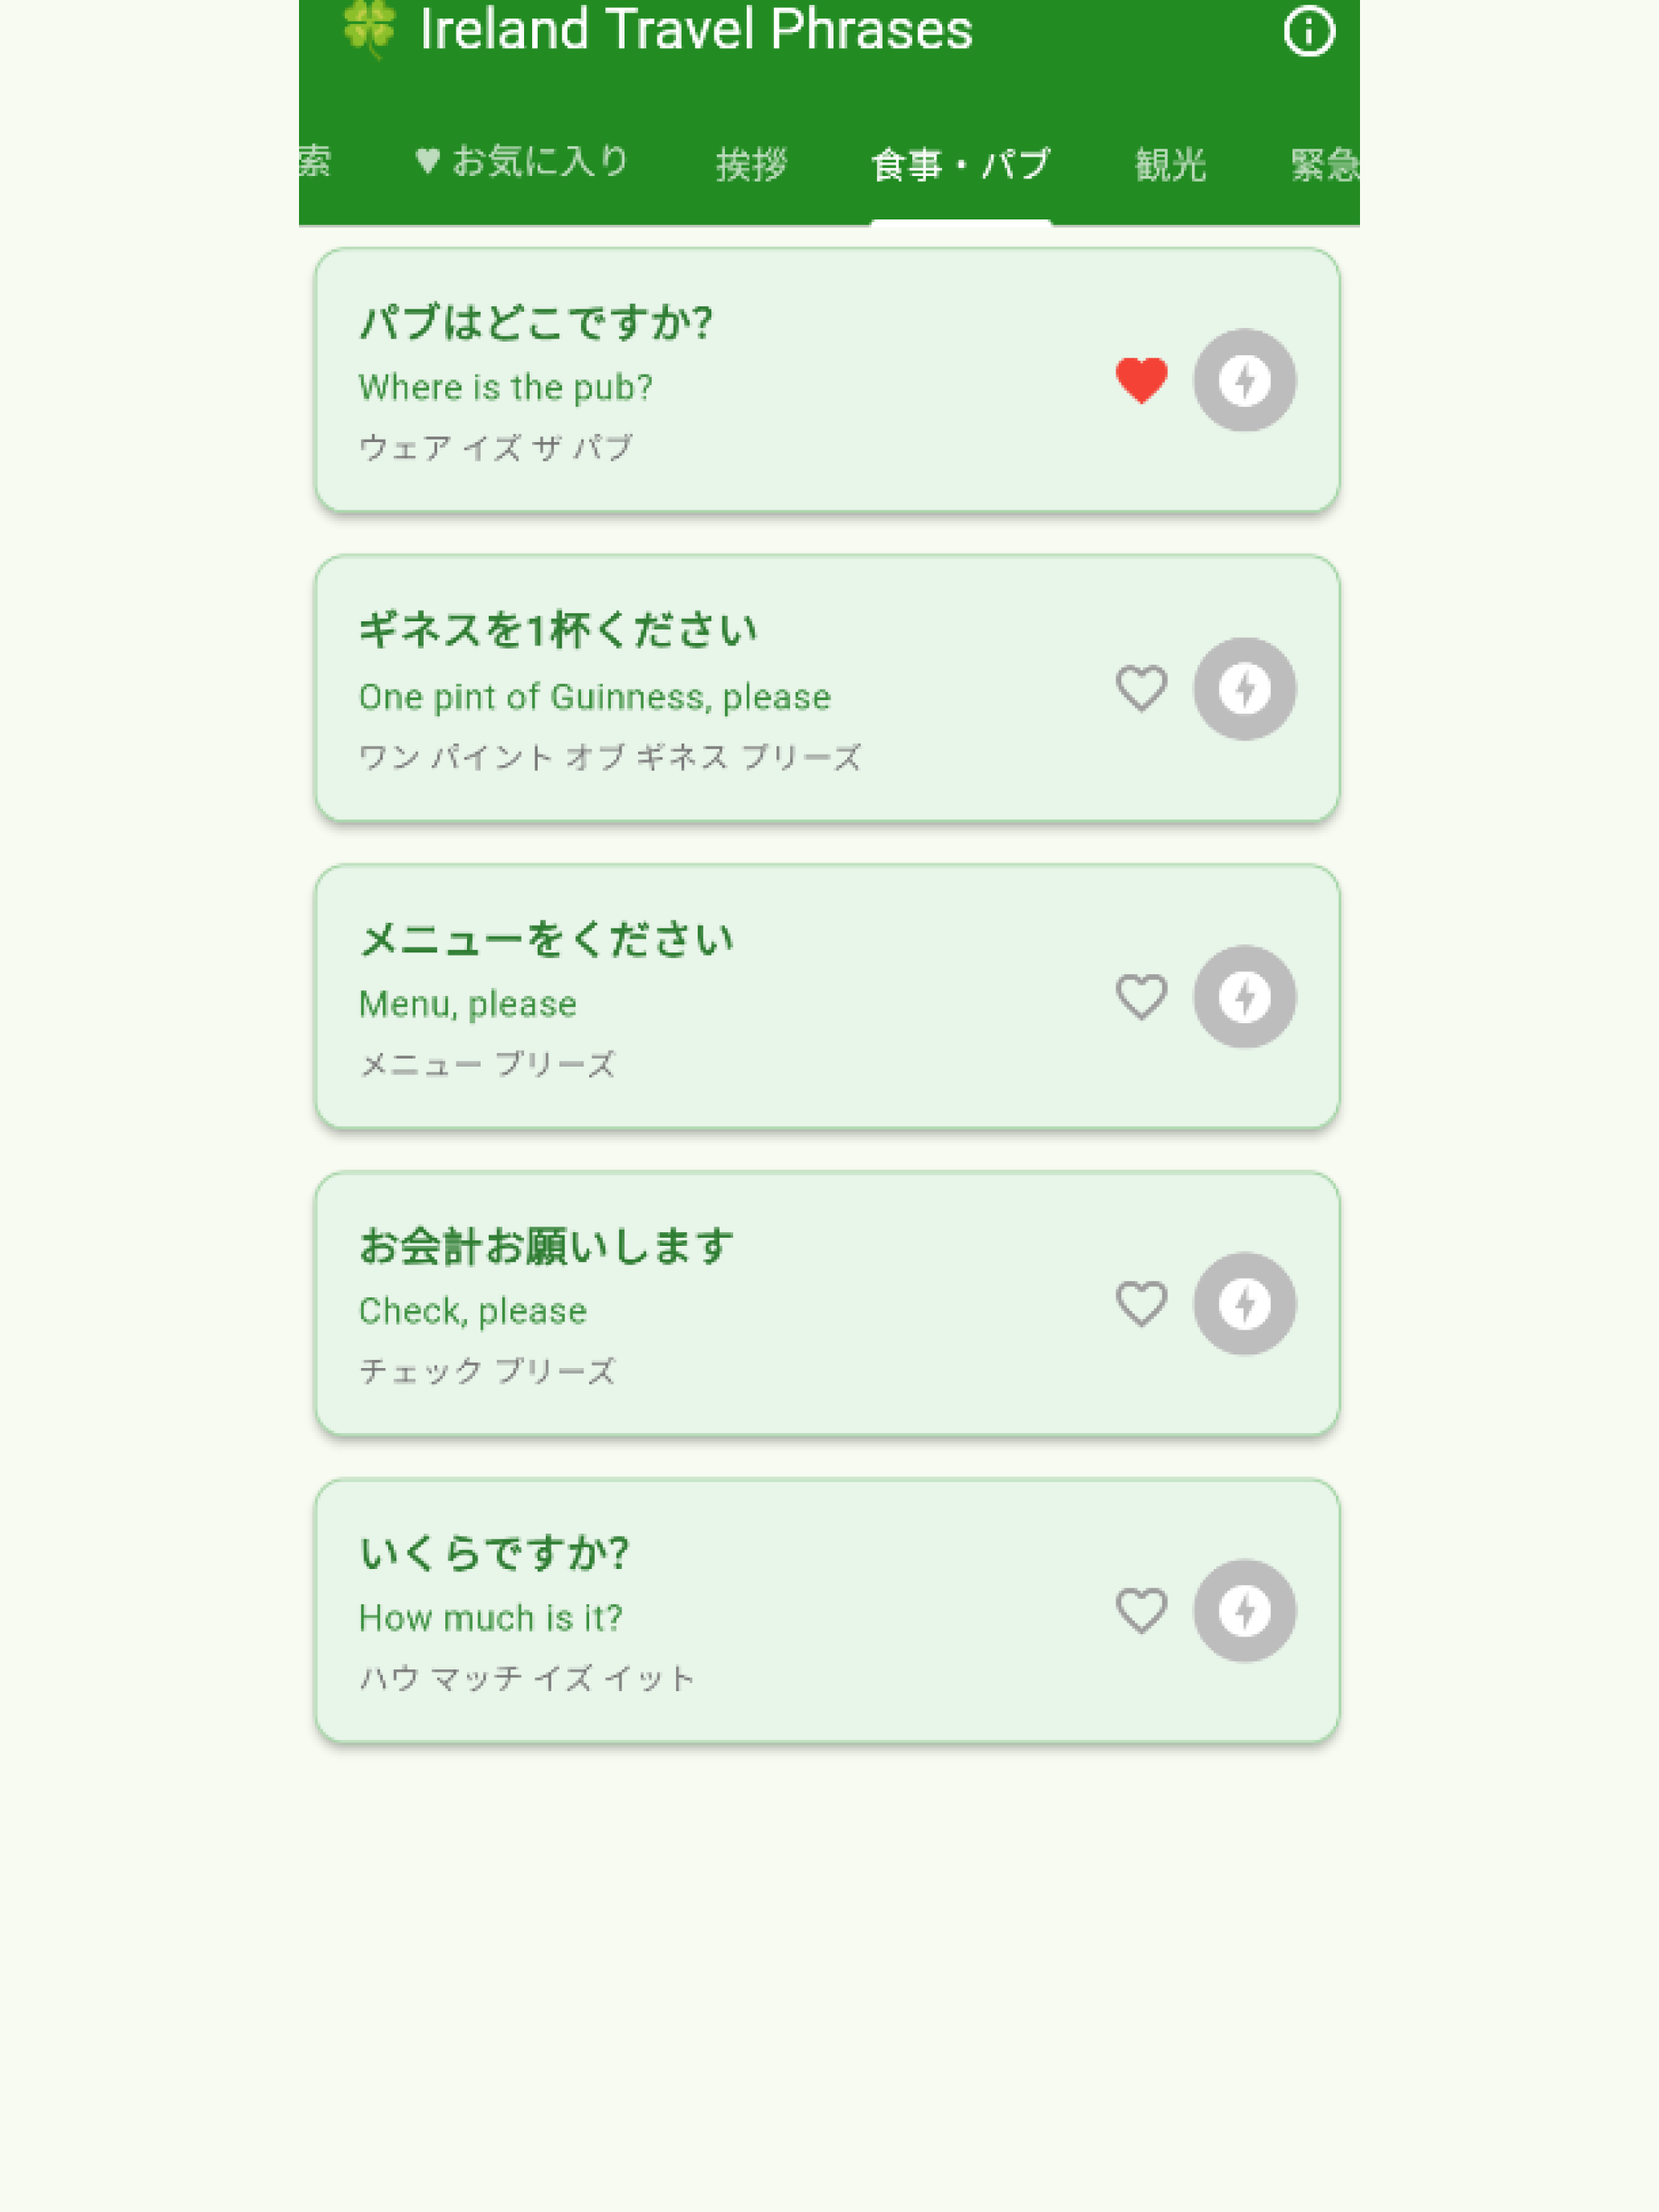 Ireland Travel Phrases
索 ♥ お気に入り 挨拶 食事・パブ 観光 緊急
パブはどこですか?
Where is the pub?
ウェア イズ ザ パブ
ギネスを1杯ください
One pint of Guinness, please
ワン パイント オブ ギネス プリーズ
メニューをください
Menu, please
メニュー プリーズ
お会計お願いします
Check, please
チェック プリーズ
いくらですか?
How much is it?
ハウ マッチ イズ イット